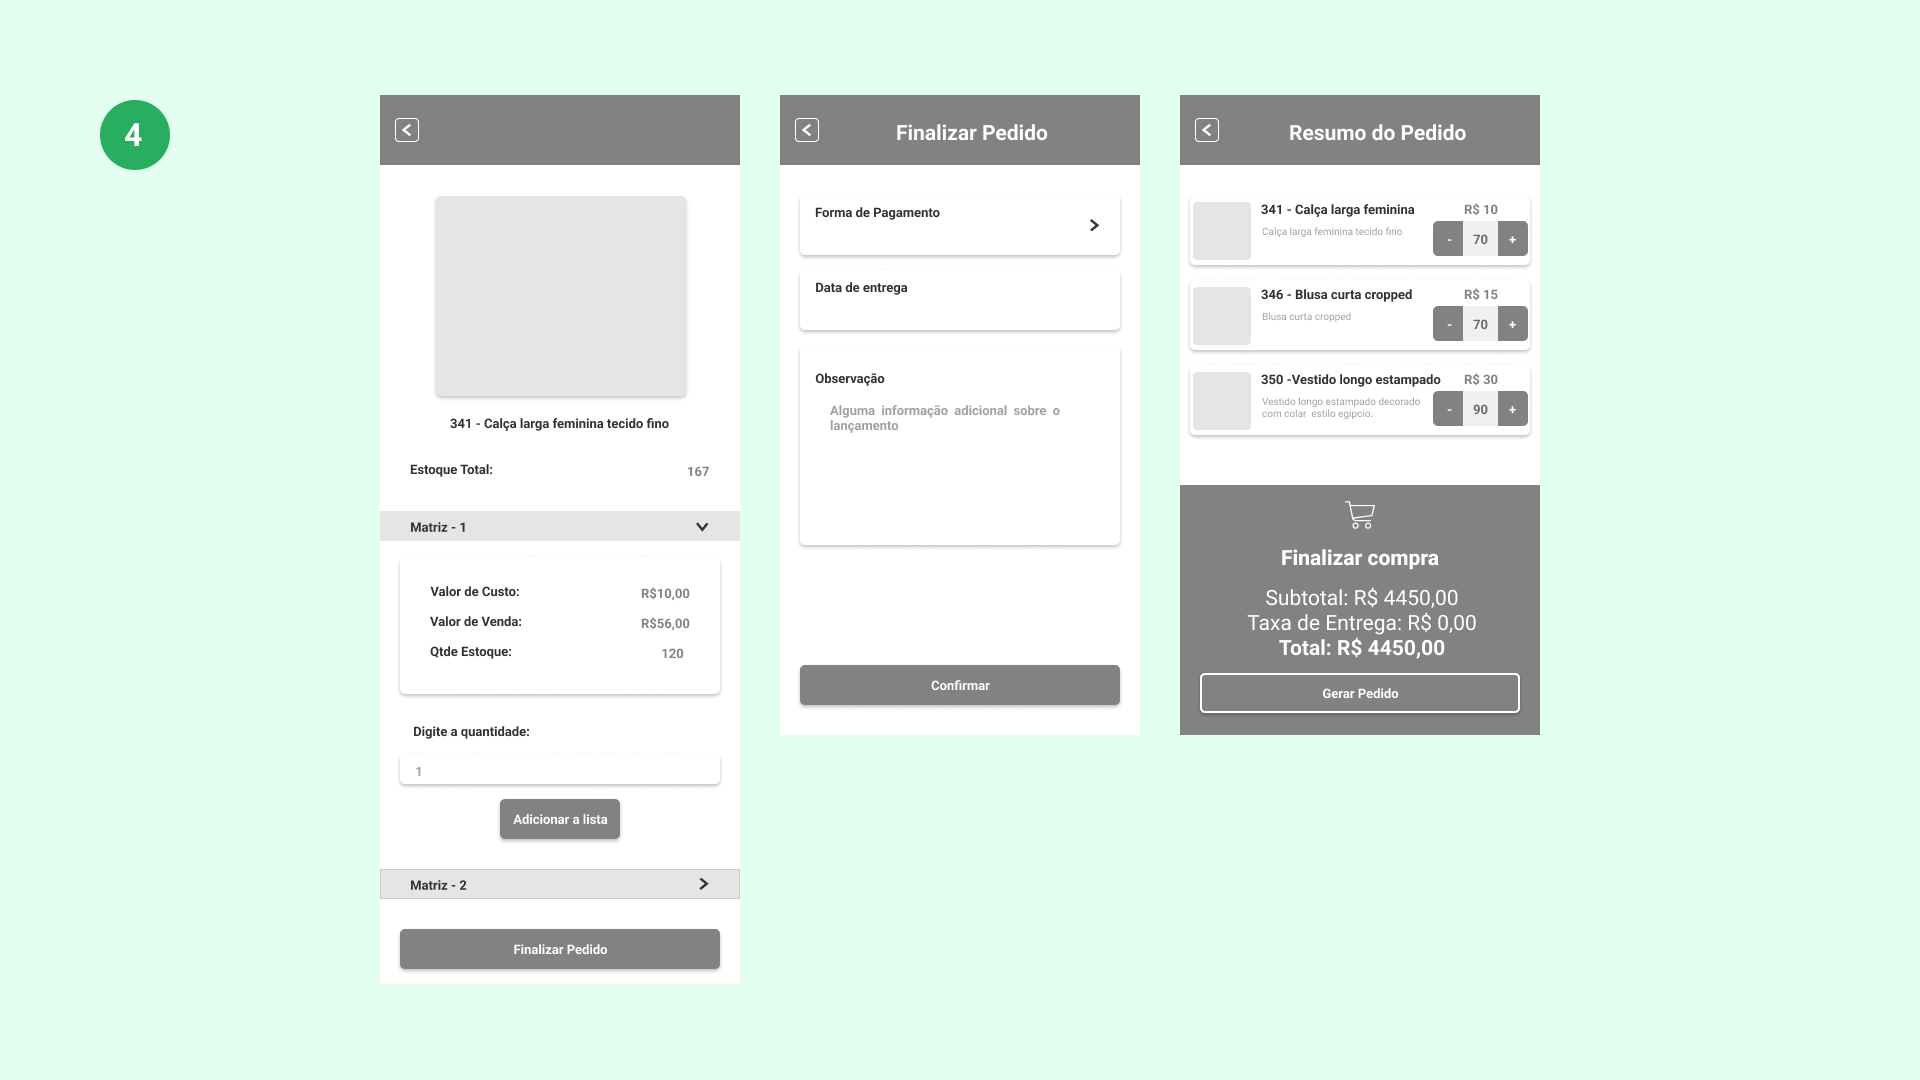 4
341 - Calça larga feminina tecido fino
Estoque Total:
167
Matriz - 1
Valor de Custo:
R$10,00
Valor de Venda:
R$56,00
Qtde Estoque:
120
Digite a quantidade:
1
Adicionar a lista
Matriz - 2
Finalizar Pedido
Finalizar Pedido
Forma de Pagamento
Data de entrega
Observação
Alguma informação adicional sobre o
lançamento
Confirmar
Resumo do Pedido
341 - Calça larga feminina
R$ 10
Calça larga feminina tecido fino
- 70 +
346 - Blusa curta cropped
R$ 15
Blusa curta cropped
- 70 +
350 -Vestido longo estampado
R$ 30
Vestido longo estampado decorado
com colar estilo egipcio.
- 90 +
Finalizar compra
Subtotal: R$ 4450,00
Taxa de Entrega: R$ 0,00
Total: R$ 4450,00
Gerar Pedido